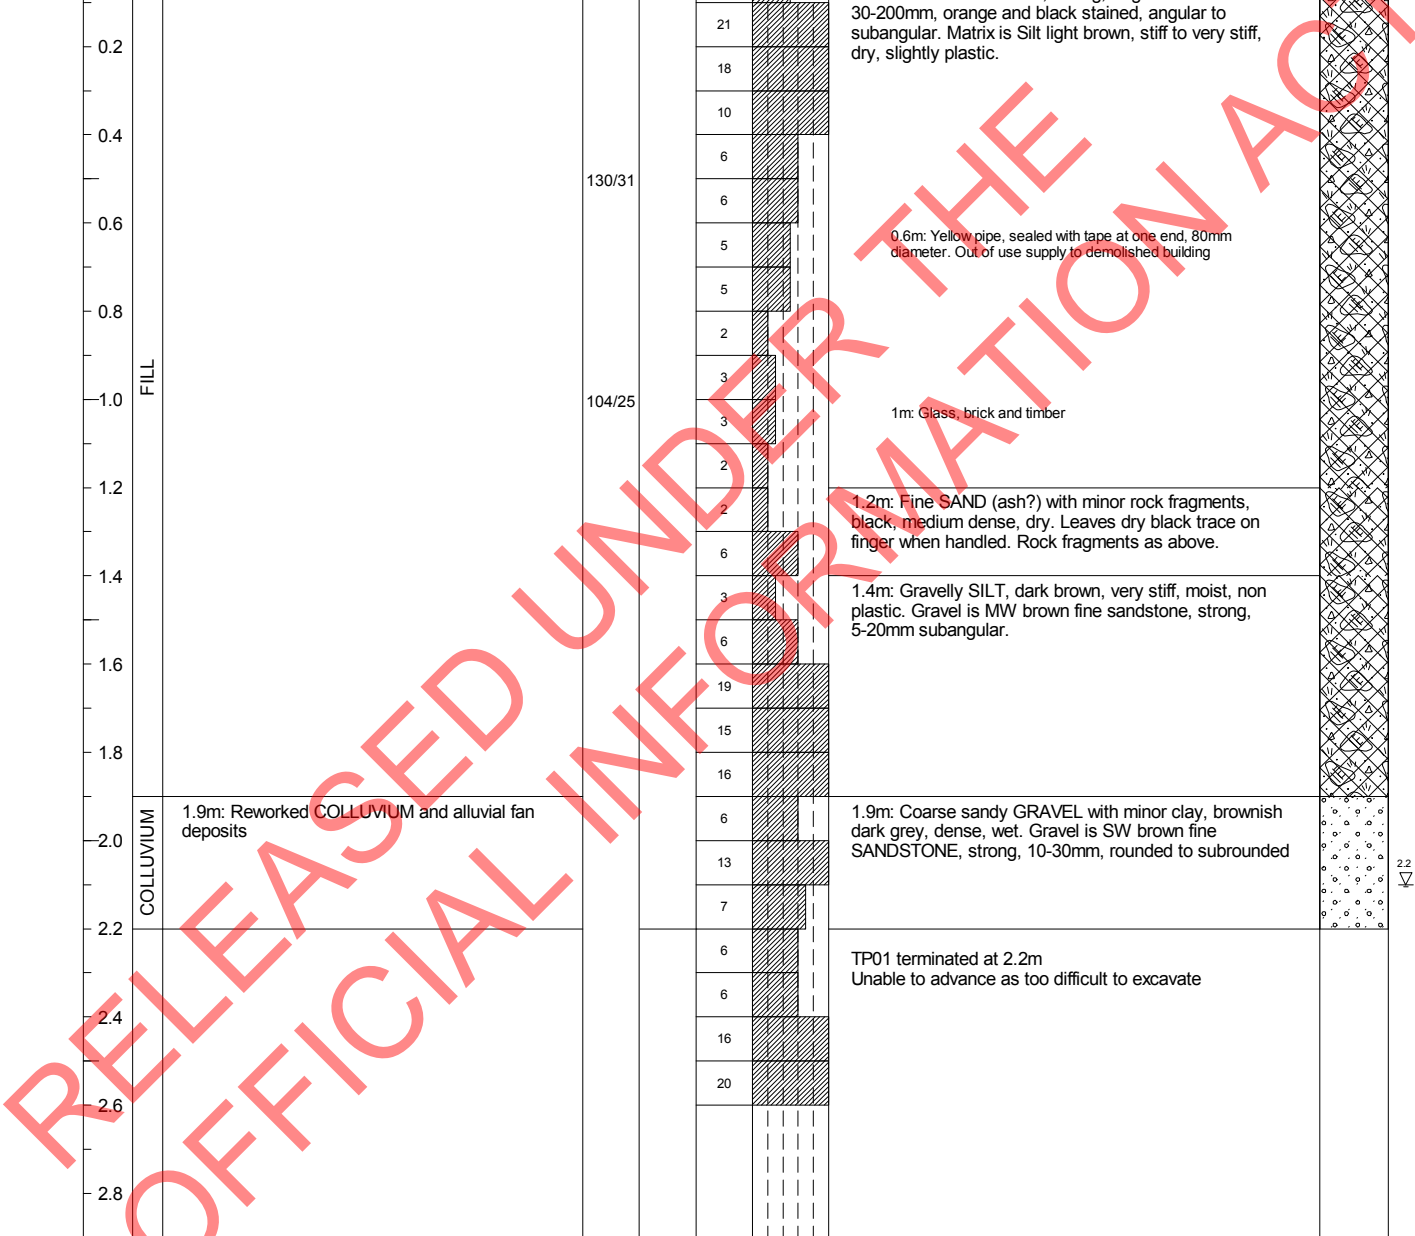 30-200mm, orange and black stained, angular to
subangular. Matrix is Silt light brown, stiff to very stiff,
dry, slightly plastic.
0.2
0.4
0.6
0.8
1.0
1.2
1.4
1.6
1.8
2.0
2.2
2.4
2.6
2.8
FILL
COLLUVIUM
1.9m: Reworked COLLUVIUM and alluvial fan
deposits
130/31
104/25
21
18
10
6
6
5
5
2
3
3
2
2
6
3
6
19
15
16
6
13
7
6
6
16
20
0.6m: Yellow pipe, sealed with tape at one end, 80mm
diameter. Out of use supply to demolished building
1m: Glass, brick and timber
1.2m: Fine SAND (ash?) with minor rock fragments,
black, medium dense, dry. Leaves dry black trace on
finger when handled. Rock fragments as above.
1.4m: Gravelly SILT, dark brown, very stiff, moist, non
plastic. Gravel is MW brown fine sandstone, strong,
5-20mm subangular.
1.9m: Coarse sandy GRAVEL with minor clay, brownish
dark grey, dense, wet. Gravel is SW brown fine
SANDSTONE, strong, 10-30mm, rounded to subrounded
2.2
TP01 terminated at 2.2m
Unable to advance as too difficult to excavate
RELEASED UNDER THE
OFFICIAL INFORMATION ACT